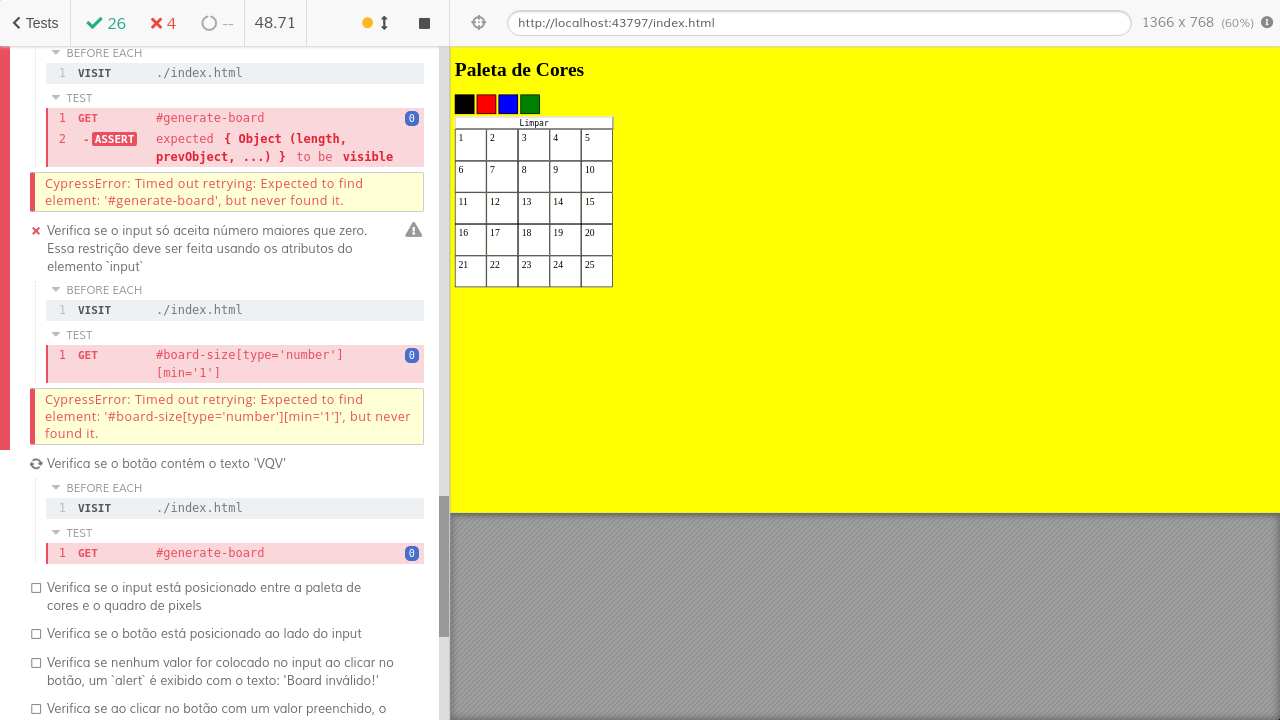 Tests 26 4 -- 48.71
http://localhost:43797/index.html 1366 x 768 (60%)
BEFORE EACH
1 VISIT ./index.html
TEST
1 GET #generate-board 0
2 -ASSERT expected { Object (length,
prevObject, ...) } to be visible
CypressError: Timed out retrying: Expected to find
element: '#generate-board', but never found it.
Verifica se o input só aceita número maiores que zero.
Essa restrição deve ser feita usando os atributos do
elemento `input`
BEFORE EACH
1 VISIT ./index.html
TEST
1 GET #board-size[type='number'] 0
[min='1']
CypressError: Timed out retrying: Expected to find
element: '#board-size[type='number'][min='1']', but never
found it.
Verifica se o botão contém o texto 'VQV'
BEFORE EACH
1 VISIT ./index.html
TEST
1 GET #generate-board 0
Verifica se o input está posicionado entre a paleta de
cores e o quadro de pixels
Verifica se o botão está posicionado ao lado do input
Verifica se nenhum valor for colocado no input ao clicar no
botão, um `alert` é exibido com o texto: 'Board inválido!'
Verifica se ao clicar no botão com um valor preenchido, o
Paleta de Cores
Limpar
1 2 3 4 5
6 7 8 9 10
11 12 13 14 15
16 17 18 19 20
21 22 23 24 25